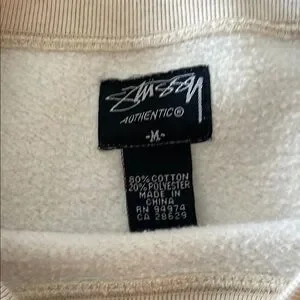 Stüssy
AUTHENTIC®
-M-
80% COTTON
20% POLYESTER
MADE IN
CHINA
RN 94974
CA 28629